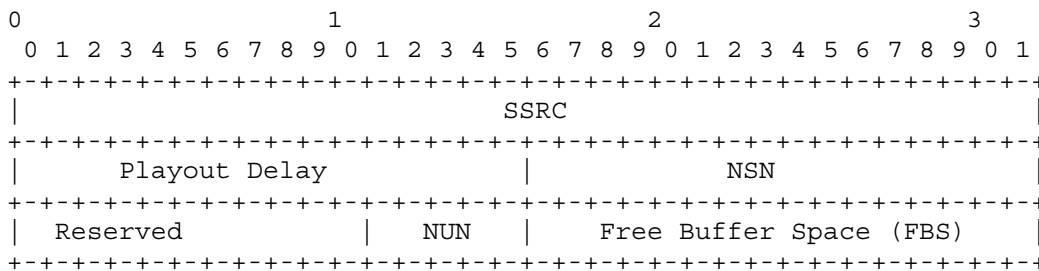 0                   1                   2                   3
 0 1 2 3 4 5 6 7 8 9 0 1 2 3 4 5 6 7 8 9 0 1 2 3 4 5 6 7 8 9 0 1
+-+-+-+-+-+-+-+-+-+-+-+-+-+-+-+-+-+-+-+-+-+-+-+-+-+-+-+-+-+-+-+-+
|                              SSRC                             |
+-+-+-+-+-+-+-+-+-+-+-+-+-+-+-+-+-+-+-+-+-+-+-+-+-+-+-+-+-+-+-+-+
|      Playout Delay            |            NSN                |
+-+-+-+-+-+-+-+-+-+-+-+-+-+-+-+-+-+-+-+-+-+-+-+-+-+-+-+-+-+-+-+-+
|  Reserved           |   NUN   |    Free Buffer Space (FBS)    |
+-+-+-+-+-+-+-+-+-+-+-+-+-+-+-+-+-+-+-+-+-+-+-+-+-+-+-+-+-+-+-+-+